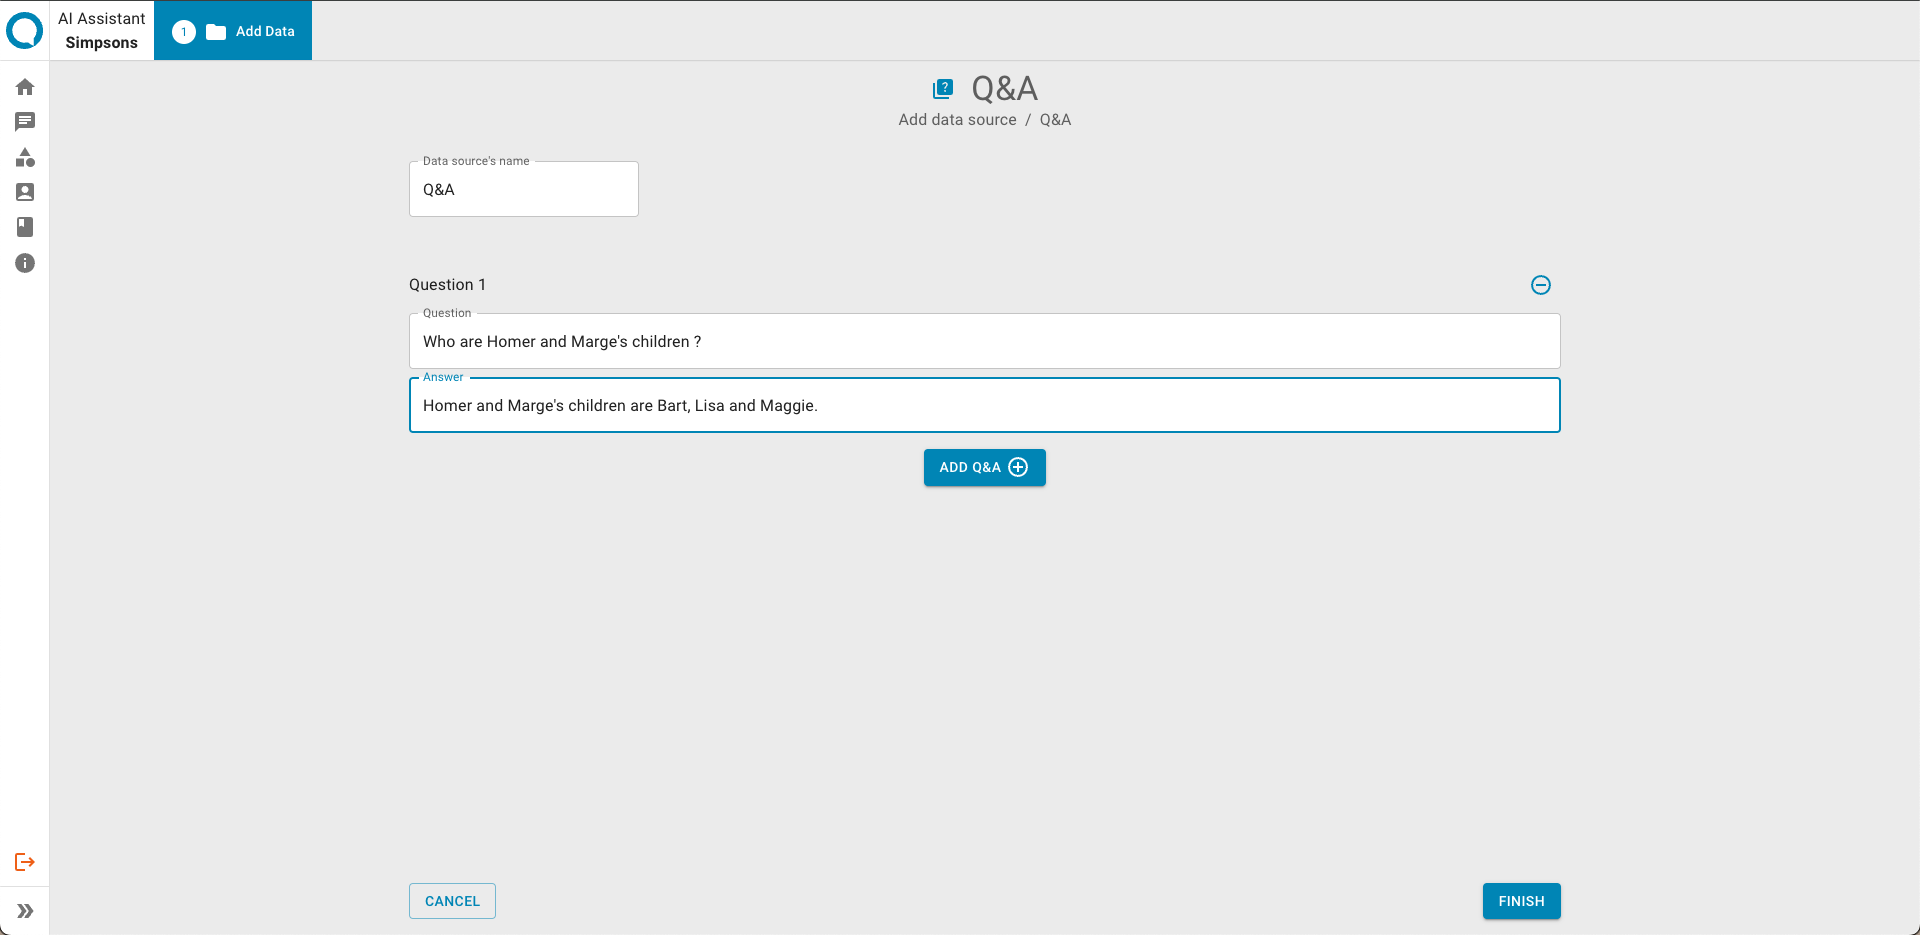 AI Assistant
Simpsons
1 Add Data
Q&A
Add data source / Q&A
Data source's name
Q&A
Question 1
Question
Who are Homer and Marge's children ?
Answer
Homer and Marge's children are Bart, Lisa and Maggie.
ADD Q&A
CANCEL
FINISH